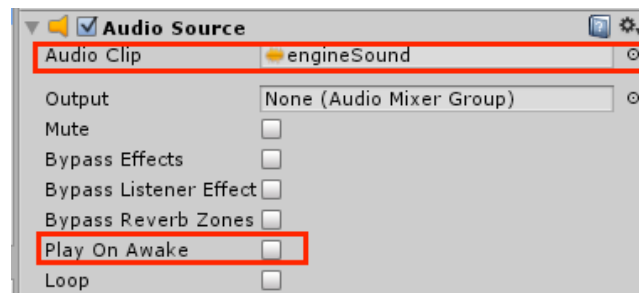 Audio Source
Audio Clip engineSound
Output None (Audio Mixer Group)
Mute
Bypass Effects
Bypass Listener Effect
Bypass Reverb Zones
Play On Awake
Loop